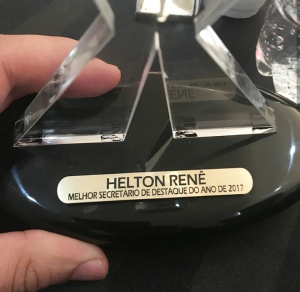 HELTON RENÊ
MELHOR SECRETÁRIO DE DESTAQUE DO ANO DE 2017